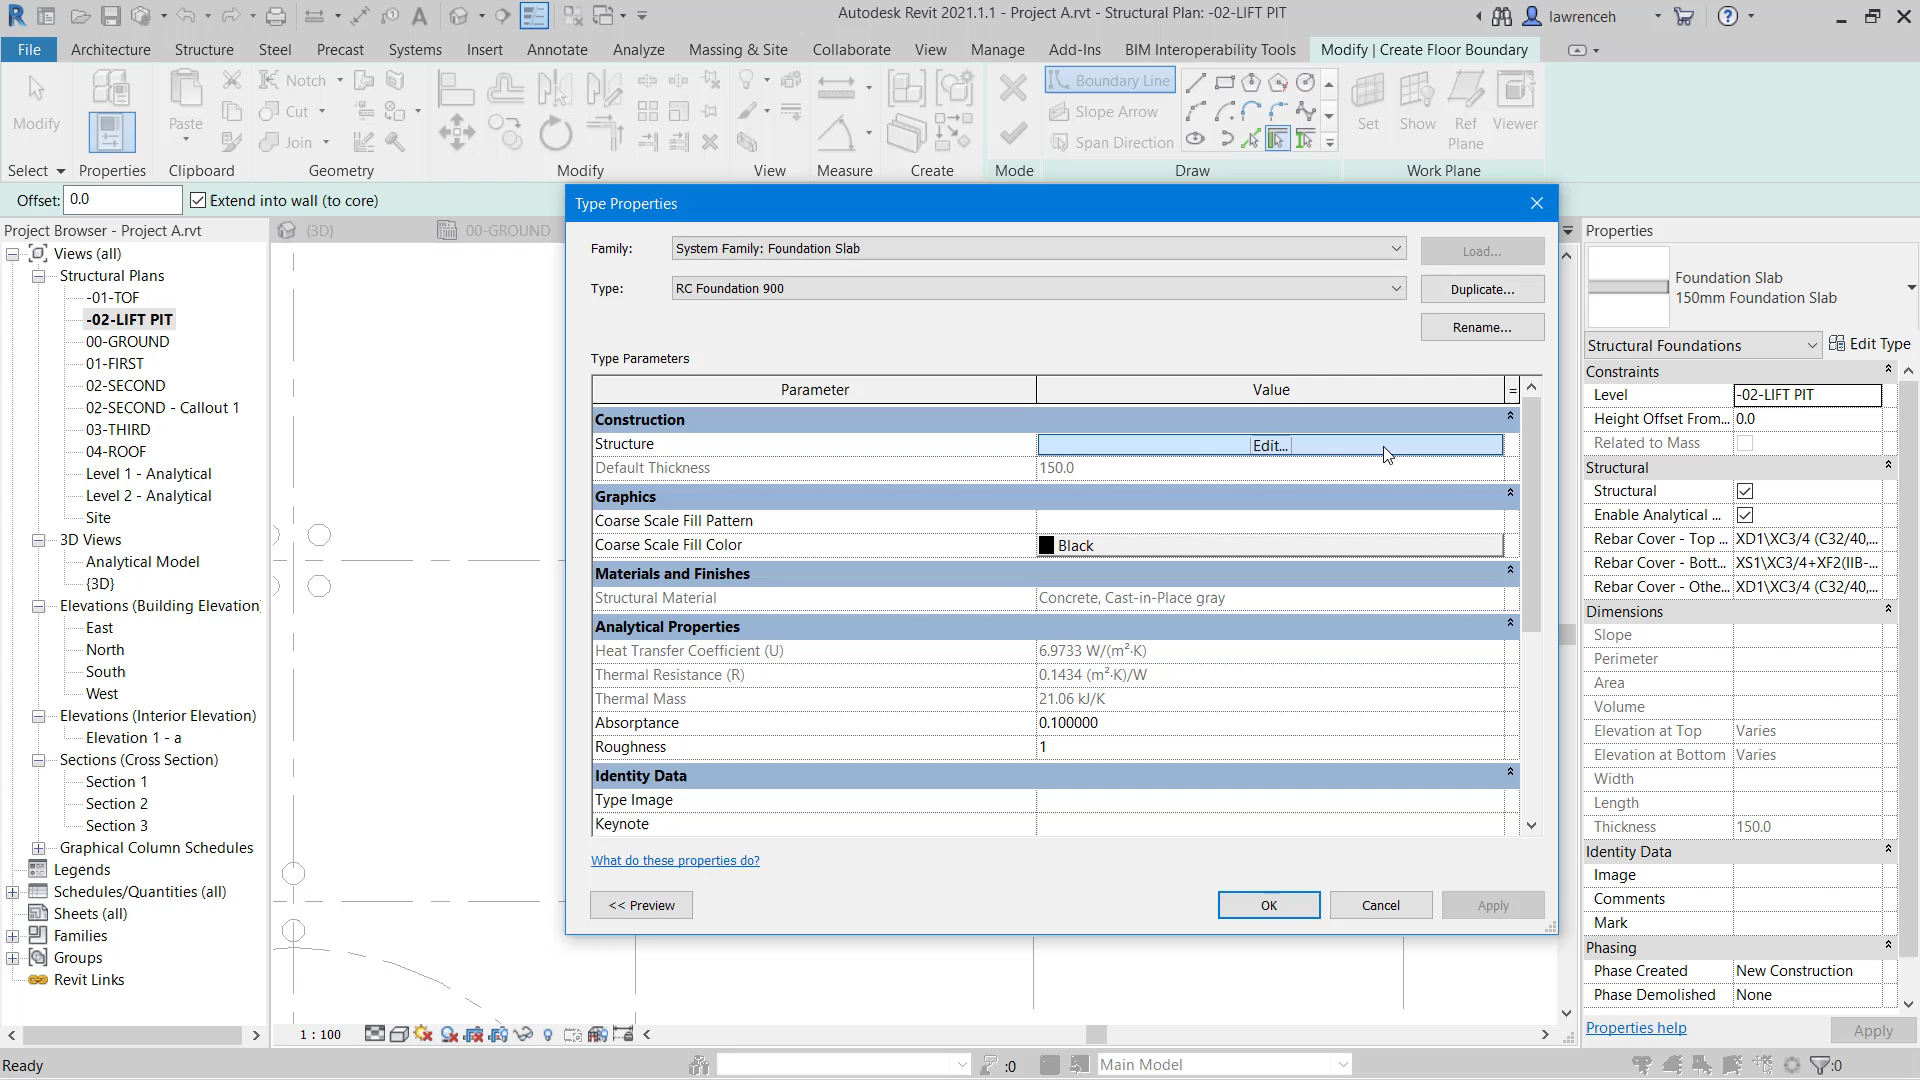 Autodesk Revit 2021.1.1 - Project A.rvt - Structural Plan: -02-LIFT PIT
lawrenceh
File
Architecture
Structure
Steel
Precast
Systems
Insert
Annotate
Analyze
Massing & Site
Collaborate
View
Manage
Add-Ins
BIM Interoperability Tools
Modify | Create Floor Boundary
Modify
Paste
Notch
Cut
Join
Boundary Line
Slope Arrow
Span Direction
Set
Show
Ref
Plane
Viewer
Select
Properties
Clipboard
Geometry
Modify
View
Measure
Create
Mode
Draw
Work Plane
Offset: 0.0
Extend into wall (to core)
Project Browser - Project A.rvt
Views (all)
Structural Plans
-01-TOF
-02-LIFT PIT
00-GROUND
01-FIRST
02-SECOND
02-SECOND - Callout 1
03-THIRD
04-ROOF
Level 1 - Analytical
Level 2 - Analytical
Site
3D Views
Analytical Model
{3D}
Elevations (Building Elevation)
East
North
South
West
Elevations (Interior Elevation)
Elevation 1 - a
Sections (Cross Section)
Section 1
Section 2
Section 3
Graphical Column Schedules
Legends
Schedules/Quantities (all)
Sheets (all)
Families
Groups
Revit Links
{3D}
00-GROUND
Type Properties
Family:
System Family: Foundation Slab
Load...
Type:
RC Foundation 900
Duplicate...
Rename...
Type Parameters
Parameter
Value
=
Construction
Structure
Edit...
Default Thickness
150.0
Graphics
Coarse Scale Fill Pattern
Coarse Scale Fill Color
Black
Materials and Finishes
Structural Material
Concrete, Cast-in-Place gray
Analytical Properties
Heat Transfer Coefficient (U)
6.9733 W/(m²·K)
Thermal Resistance (R)
0.1434 (m²·K)/W
Thermal Mass
21.06 kJ/K
Absorptance
0.100000
Roughness
1
Identity Data
Type Image
Keynote
What do these properties do?
<< Preview
OK
Cancel
Apply
Properties
Foundation Slab
150mm Foundation Slab
Structural Foundations
Edit Type
Constraints
Level
-02-LIFT PIT
Height Offset From...
0.0
Related to Mass
Structural
Structural
Enable Analytical ...
Rebar Cover - Top ...
XD1\XC3/4 (C32/40,...
Rebar Cover - Bott...
XS1\XC3/4+XF2(IIB-...
Rebar Cover - Othe...
XD1\XC3/4 (C32/40,...
Dimensions
Slope
Perimeter
Area
Volume
Elevation at Top
Varies
Elevation at Bottom
Varies
Width
Length
Thickness
150.0
Identity Data
Image
Comments
Mark
Phasing
Phase Created
New Construction
Phase Demolished
None
Properties help
Apply
1 : 100
Ready
:0
Main Model
:0